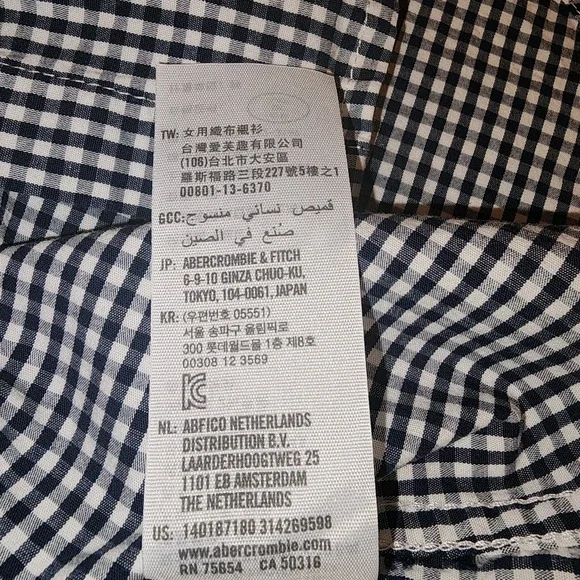 TW: 女用織布襯衫
台灣愛芙趣有限公司
(106)台北市大安區
羅斯福路三段227號5樓之1
00801-13-6370
GCC: قميص نسائي منسوج
صنع في الصين
JP: ABERCROMBIE & FITCH
6-9-10 GINZA CHUO-KU,
TOKYO, 104-0061, JAPAN
KR: (우편번호 05551)
서울 송파구 올림픽로
300 롯데월드몰 1층 제8호
00308 12 3569
NL: ABFICO NETHERLANDS
DISTRIBUTION B.V.
LAARDERHOOGTWEG 25
1101 EB AMSTERDAM
THE NETHERLANDS
US: 140187180 314269598
www.abercrombie.com
RN 75654 CA 50316